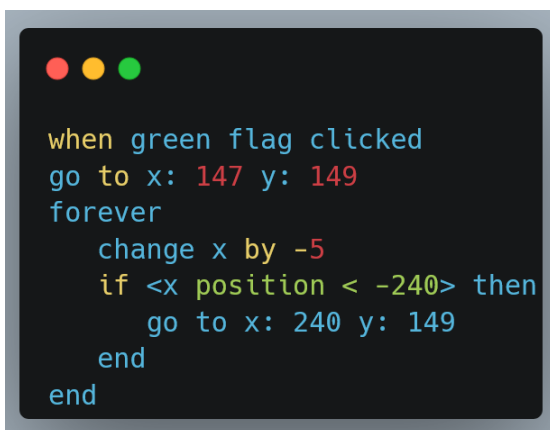 when green flag clicked
go to x: 147 y: 149
forever
   change x by -5
   if <x position < -240> then
      go to x: 240 y: 149
   end
end